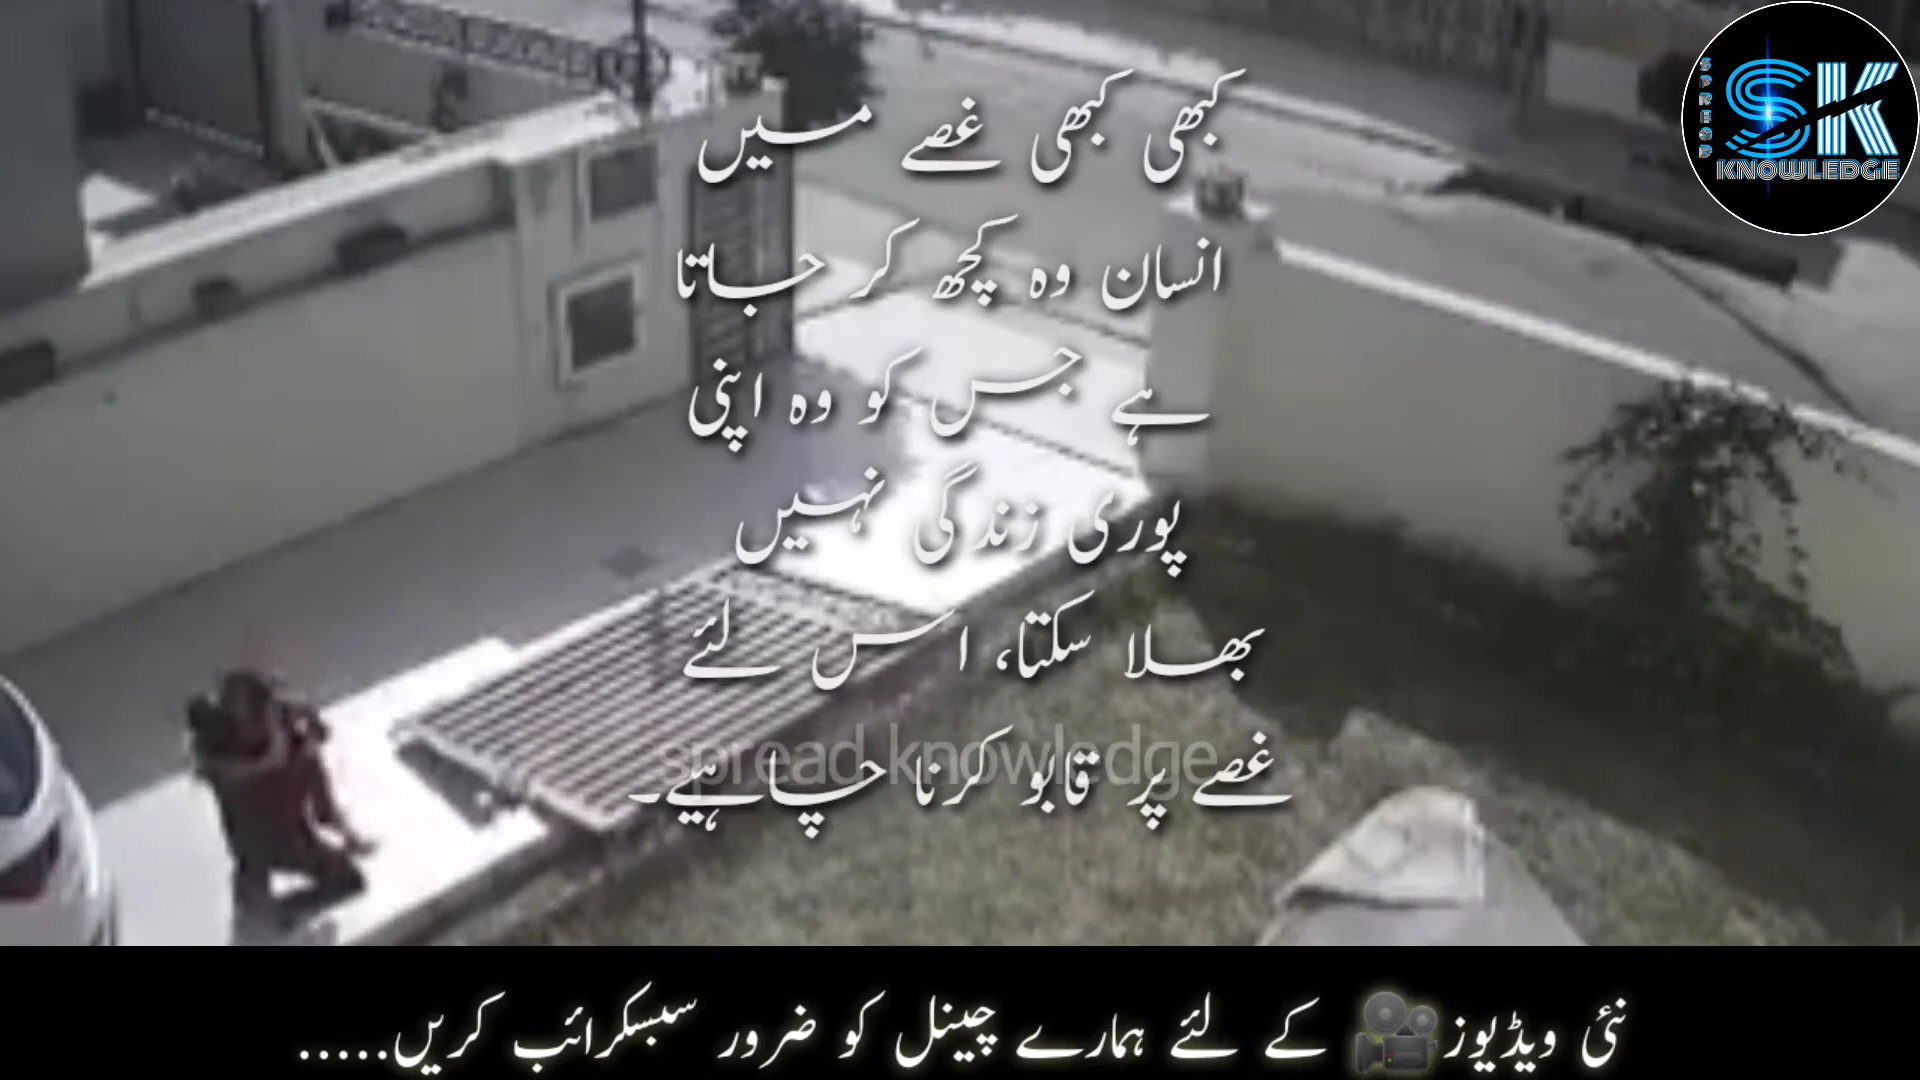 SPREAD
SK
KNOWLEDGE
کبھی کبھی غصے میں
انسان وہ کچھ کر جاتا
ہے جس کو وہ اپنی
پوری زندگی نہیں
بھلا سکتا، اس لئے
spread knowledge
غصے پر قابو کرنا چاہیے۔
نئی ویڈیوز🎥 کے لئے ہمارے چینل کو ضرور سبسکرائب کریں.....